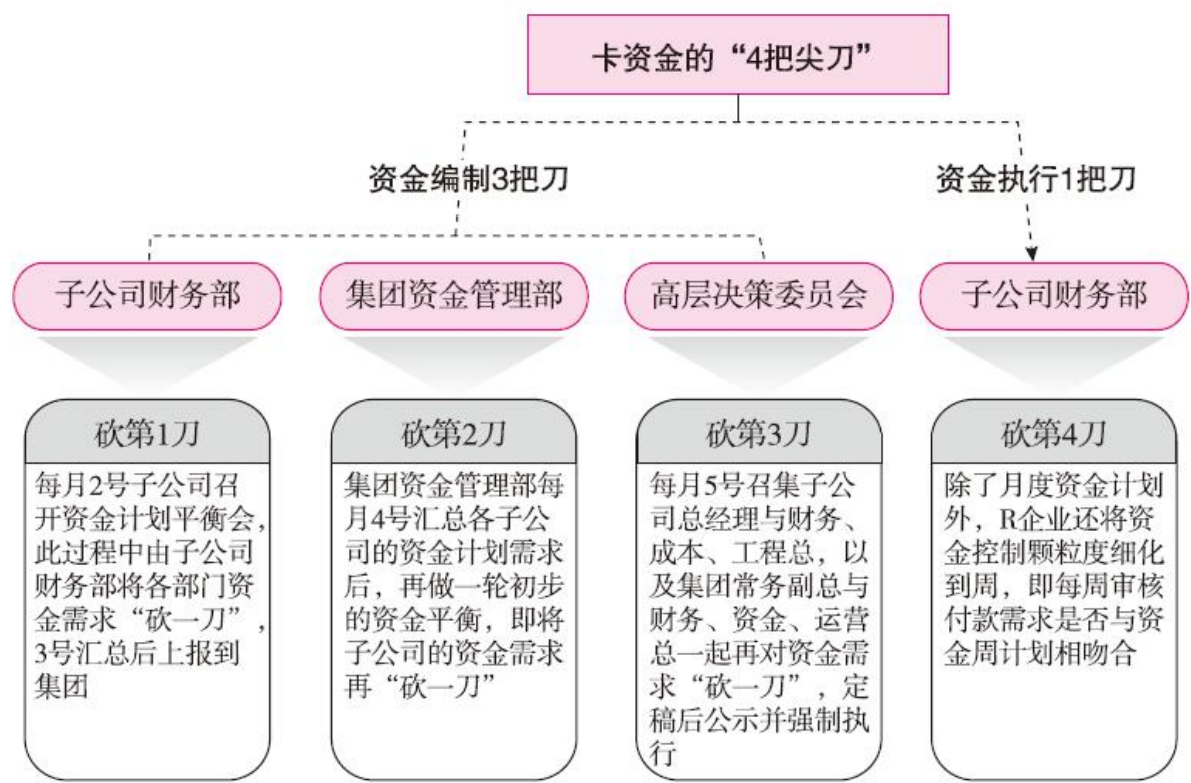 卡资金的“4把尖刀”
资金编制3把刀
资金执行1把刀
子公司财务部
集团资金管理部
高层决策委员会
子公司财务部
砍第1刀
每月2号子公司召
开资金计划平衡会，
此过程中由子公司
财务部将各部门资
金需求“砍一刀”，
3号汇总后上报到
集团
砍第2刀
集团资金管理部每
月4号汇总各子公
司的资金计划需求
后，再做一轮初步
的资金平衡，即将
子公司的资金需求
再“砍一刀”
砍第3刀
每月5号召集子公
司总经理与财务、
成本、工程总，以
及集团常务副总与
财务、资金、运营
总一起再对资金需
求“砍一刀”，定
稿后公示并强制执
行
砍第4刀
除了月度资金计划
外，R企业还将资
金控制颗粒度细化
到周，即每周审核
付款需求是否与资
金周计划相吻合